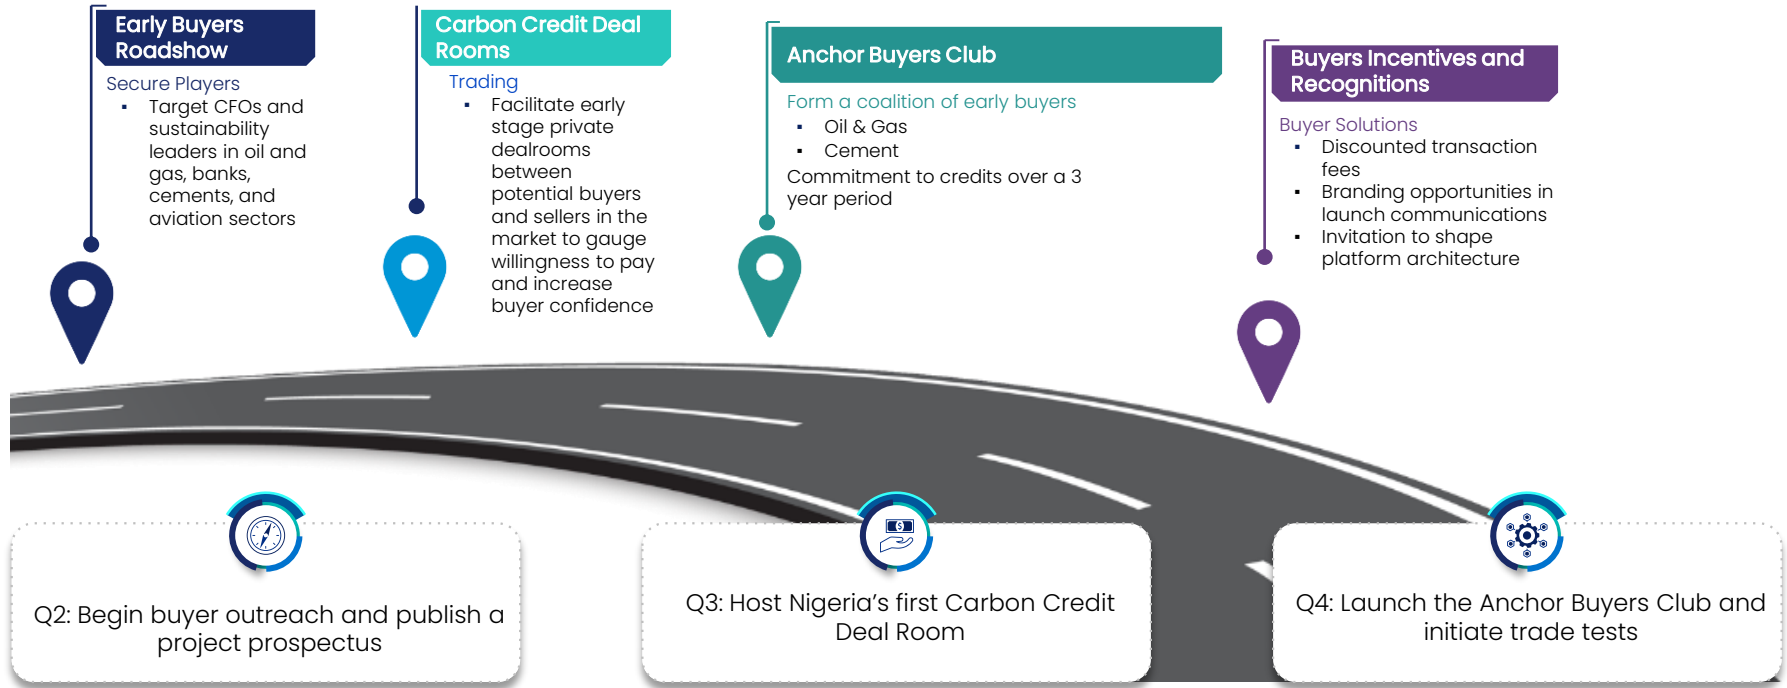 Early Buyers
Roadshow
Secure Players
▪ Target CFOs and
sustainability
leaders in oil and
gas, banks,
cements, and
aviation sectors
Carbon Credit Deal
Rooms
Trading
▪ Facilitate early
stage private
dealrooms
between
potential buyers
and sellers in the
market to gauge
willingness to pay
and increase
buyer confidence
Anchor Buyers Club
Form a coalition of early buyers
▪ Oil & Gas
▪ Cement
Commitment to credits over a 3
year period
Buyers Incentives and
Recognitions
Buyer Solutions
▪ Discounted transaction
fees
▪ Branding opportunities in
launch communications
▪ Invitation to shape
platform architecture
Q2: Begin buyer outreach and publish a
project prospectus
Q3: Host Nigeria’s first Carbon Credit
Deal Room
Q4: Launch the Anchor Buyers Club and
initiate trade tests